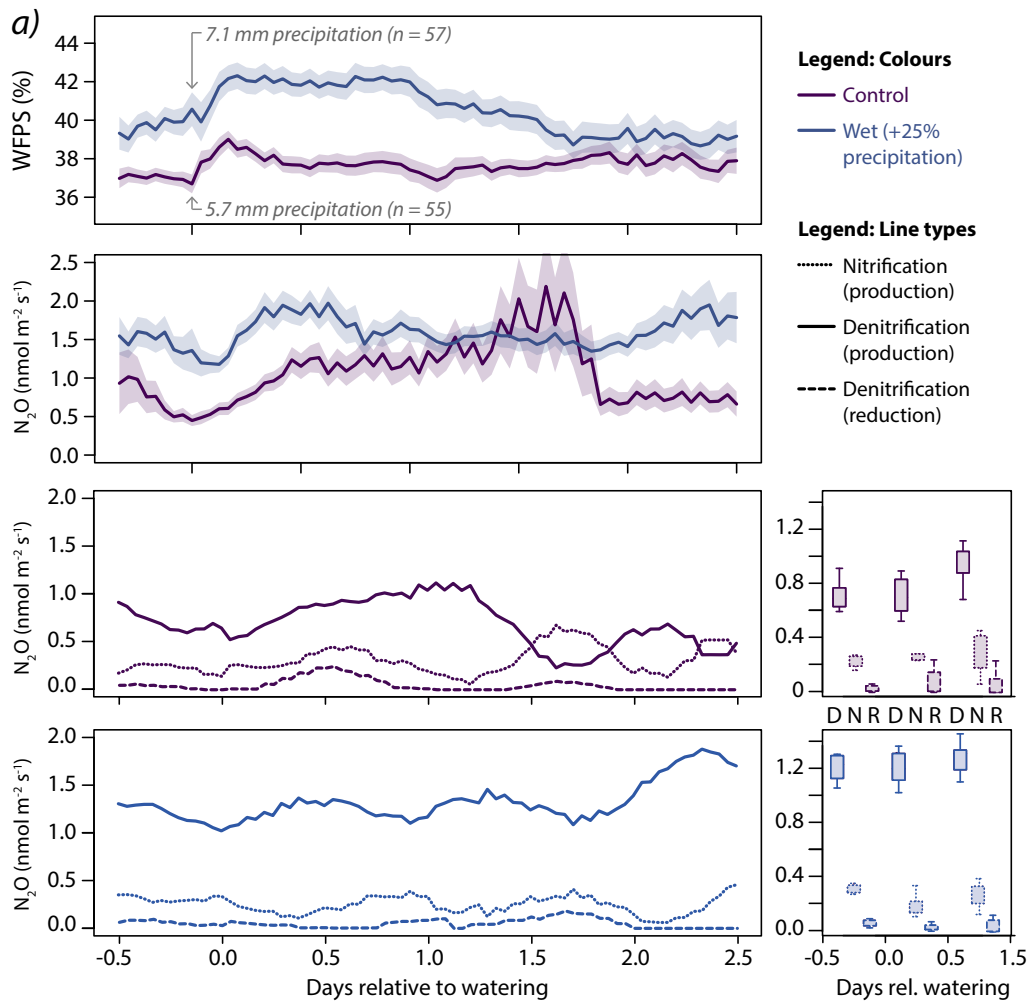 a)
44
42
40
38
36
WFPS (%)
7.1 mm precipitation (n = 57)
5.7 mm precipitation (n = 55)
Legend: Colours
Control
Wet (+25%
precipitation)
Legend: Line types
Nitrification
(production)
Denitrification
(production)
Denitrification
(reduction)
2.5
2.0
1.5
1.0
0.5
0.0
N₂O (nmol m⁻² s⁻¹)
2.0
1.5
1.0
0.5
0.0
N₂O (nmol m⁻² s⁻¹)
1.2
0.8
0.4
0
D N R D N R D N R
2.0
1.5
1.0
0.5
0.0
N₂O (nmol m⁻² s⁻¹)
-0.5 0.0 0.5 1.0 1.5 2.0 2.5
Days relative to watering
1.2
0.8
0.4
0.0
-0.5 0.5 1.5
Days rel. watering